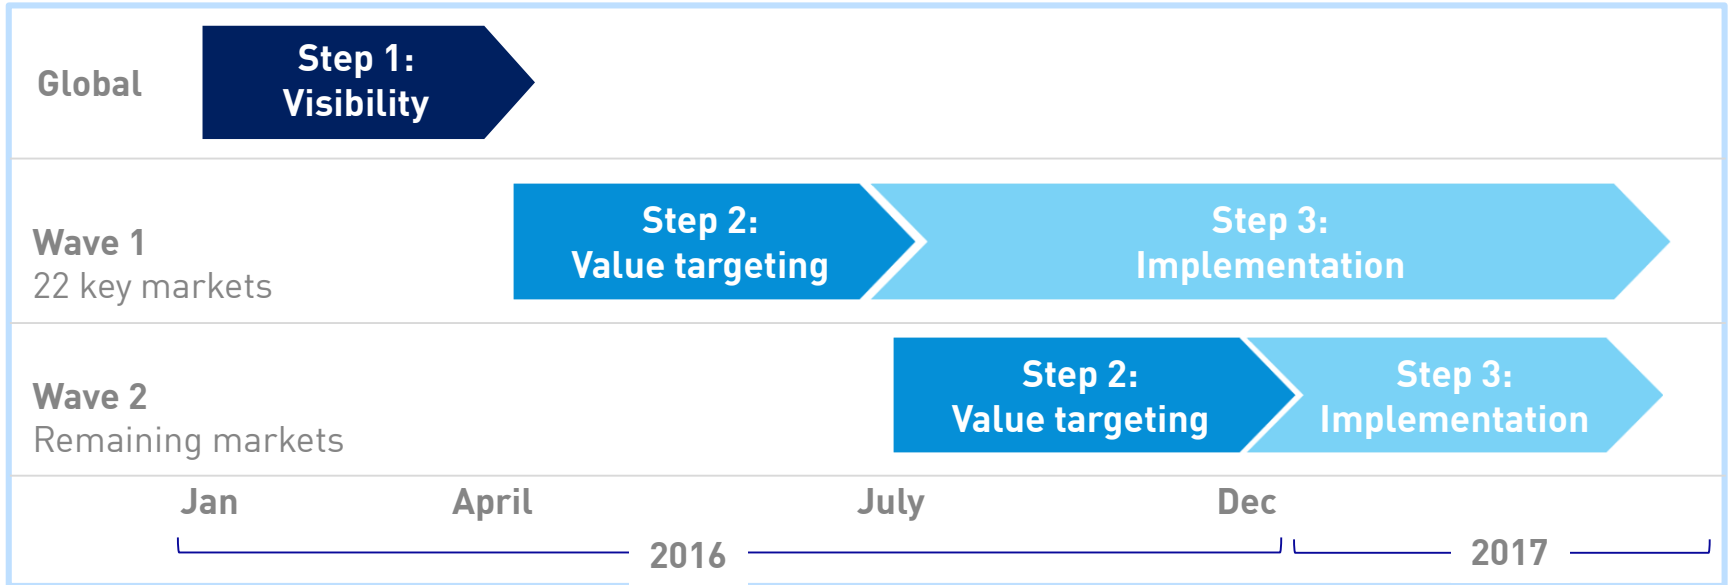 Global
Step 1:
Visibility
Wave 1
22 key markets
Step 2:
Value targeting
Step 3:
Implementation
Wave 2
Remaining markets
Step 2:
Value targeting
Step 3:
Implementation
Jan April July Dec
2016 2017